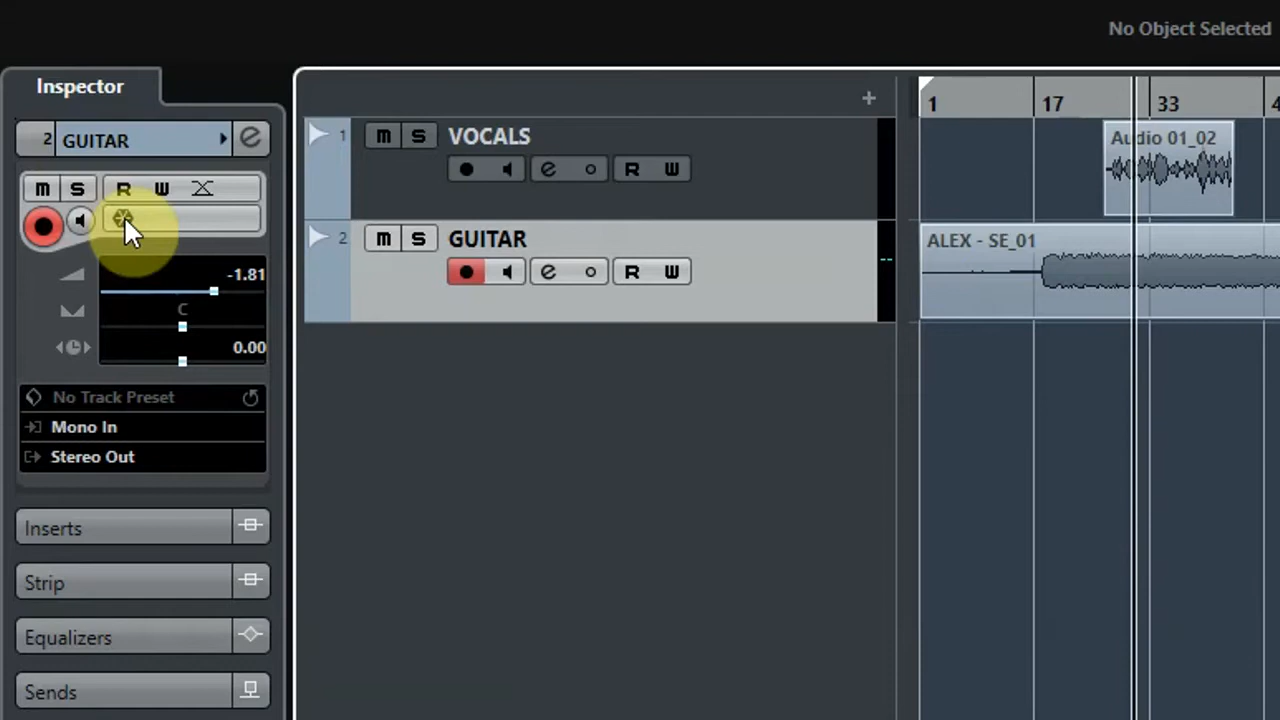 No Object Selected
Inspector
2 GUITAR e
M S R W
-1.81
C
0.00
No Track Preset
Mono In
Stereo Out
Inserts
Strip
Equalizers
Sends
+
1 M S VOCALS
e R W
2 M S GUITAR
e R W
1 17 33 4
Audio 01_02
ALEX - SE_01